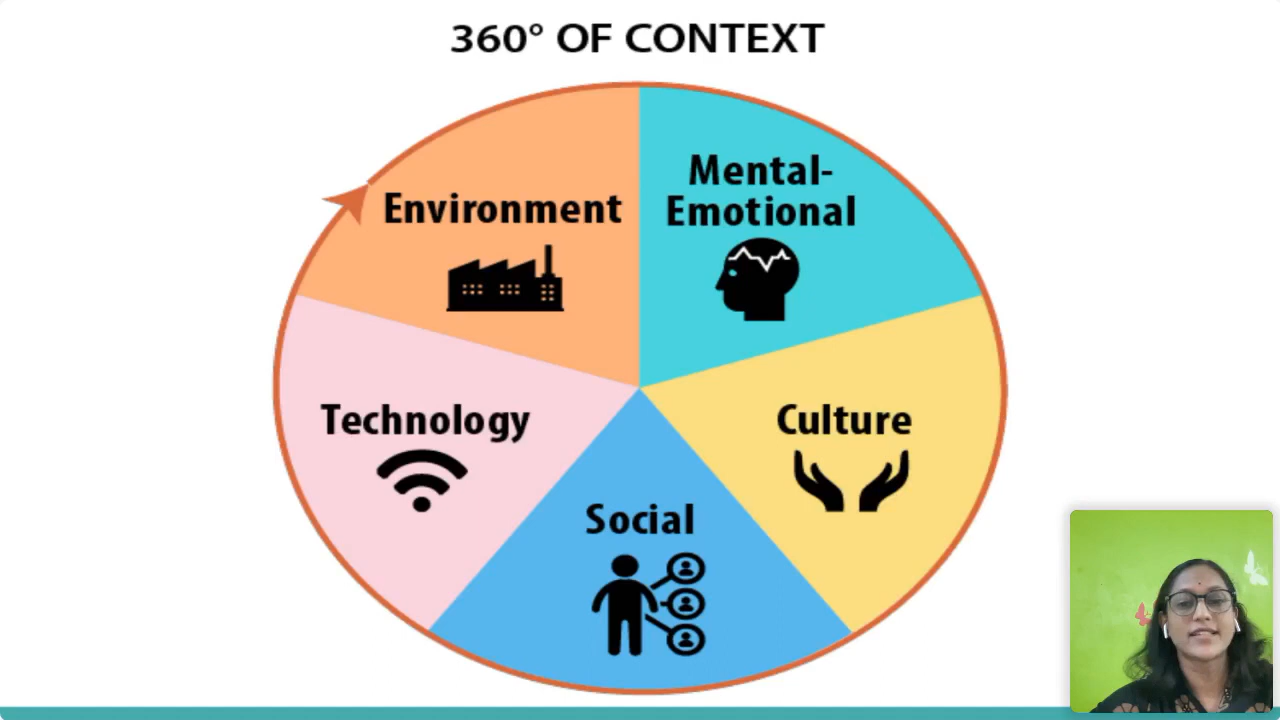 360° OF CONTEXT
Environment
Mental-
Emotional
Technology
Culture
Social